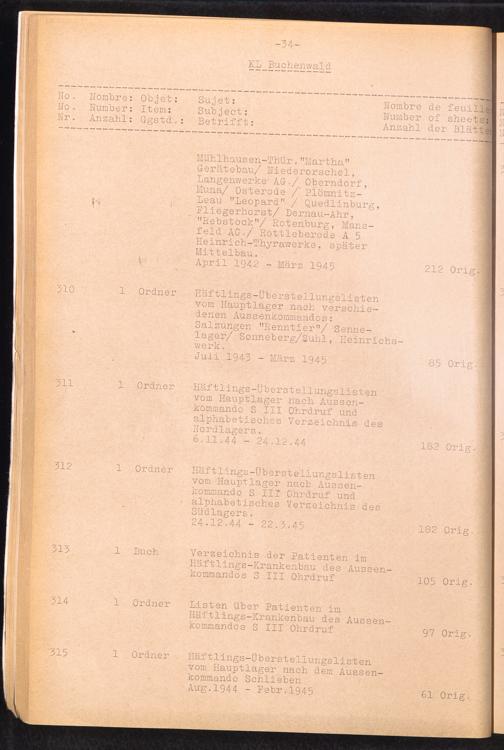 -34-
KL Buchenwald
No. Nombre: Objet: Sujet: Nombre de feuille
No. Number: Item: Subject: Number of sheets:
Nr. Anzahl: Ggstd.: Betrifft: Anzahl der Blätte
Mühlhausen-Thür."Martha"
Gerätebau/ Niederorschel,
Langenwerke AG./ Oberndorf,
Muna/ Osterode / Plömnitz-
Leau "Leopard" / Quedlinburg,
Fliegerhorst/ Dernau-Ahr,
"Rebstock"/ Rotenburg, Mans-
feld AG./ Rottleberode A 5
Heinrich-Thyrawerke, später
Mittelbau.
April 1942 - März 1945 212 Orig.
310 1 Ordner Häftlings-Überstellungslisten
vom Hauptlager nach verschie-
denen Aussenkommandos:
Salzungen "Renntier"/ Senne-
lager/ Sonneberg/Suhl, Heinrichs-
werk.
Juli 1943 - März 1945 85 Orig.
311 1 Ordner Häftlings-Überstellungslisten
vom Hauptlager nach Aussen-
kommando S III Ohrdruf und
alphabetisches Verzeichnis des
Nordlagers.
6.11.44 - 24.12.44 182 Orig.
312 1 Ordner Häftlings-Überstellungslisten
vom Hauptlager nach Aussen-
kommando S III Ohrdruf und
alphabetisches Verzeichnis des
Südlagers.
24.12.44 - 22.3.45 182 Orig.
313 1 Buch Verzeichnis der Patienten im
Häftlings-Krankenbau des Aussen-
kommandos S III Ohrdruf 105 Orig.
314 1 Ordner Listen über Patienten im
Häftlings-Krankenbau des Aussen-
kommandos S III Ohrdruf 97 Orig.
315 1 Ordner Häftlings-Überstellungslisten
vom Hauptlager nach dem Aussen-
kommando Schlieben
Aug.1944 - Febr.1945 61 Orig.